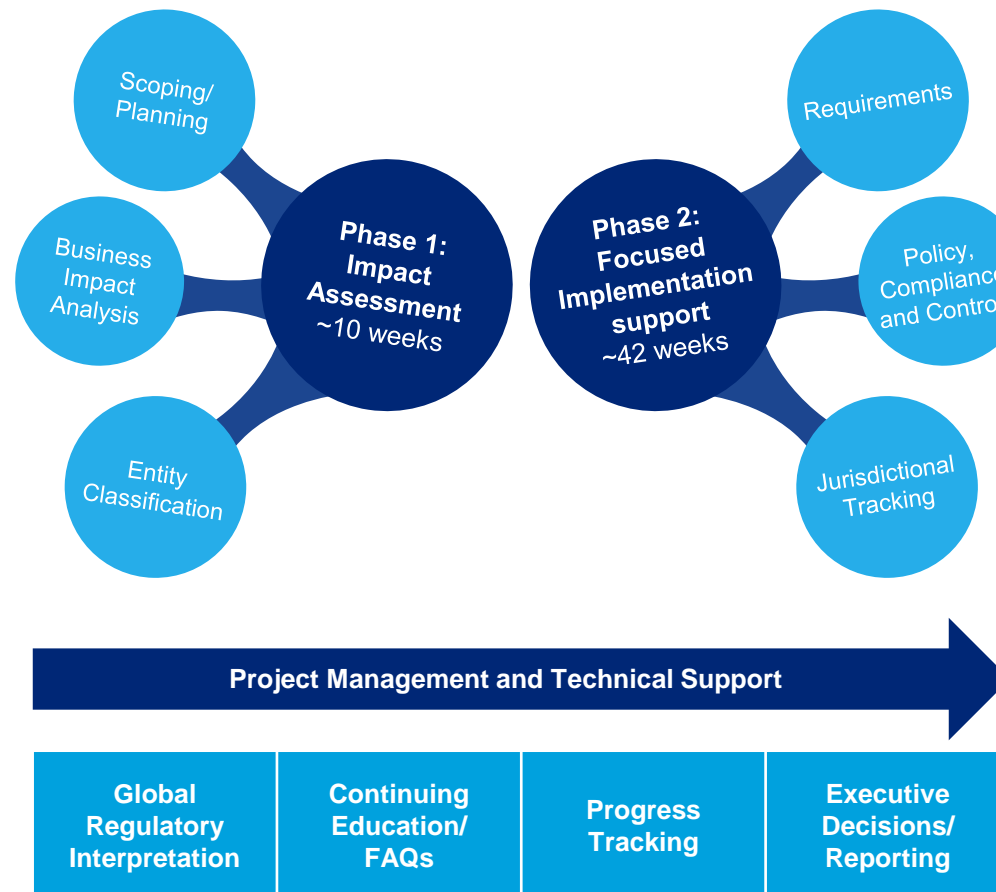 Scoping/
Planning
Business
Impact
Analysis
Entity
Classification
Phase 1:
Impact
Assessment
~10 weeks
Phase 2:
Focused
Implementation
support
~42 weeks
Requirements
Policy,
Compliance
and Contro
Jurisdictional
Tracking
Project Management and Technical Support
Global
Regulatory
Interpretation
Continuing
Education/
FAQs
Progress
Tracking
Executive
Decisions/
Reporting